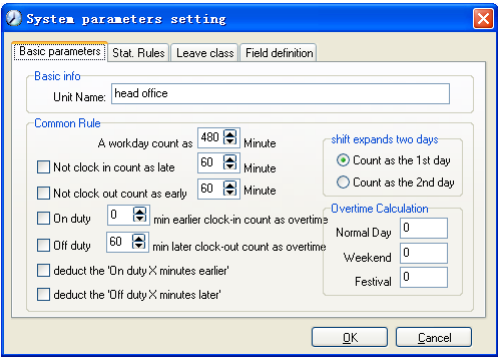 System parameters setting
Basic parameters Stat. Rules Leave class Field definition
Basic info
Unit Name: head office
Common Rule
A workday count as 480 Minute
Not clock in count as late 60 Minute
Not clock out count as early 60 Minute
On duty 0 min earlier clock-in count as overtime
Off duty 60 min later clock-out count as overtime
deduct the 'On duty X minutes earlier'
deduct the 'Off duty X minutes later'
shift expands two days
Count as the 1st day
Count as the 2nd day
Overtime Calculation
Normal Day 0
Weekend 0
Festival 0
OK Cancel